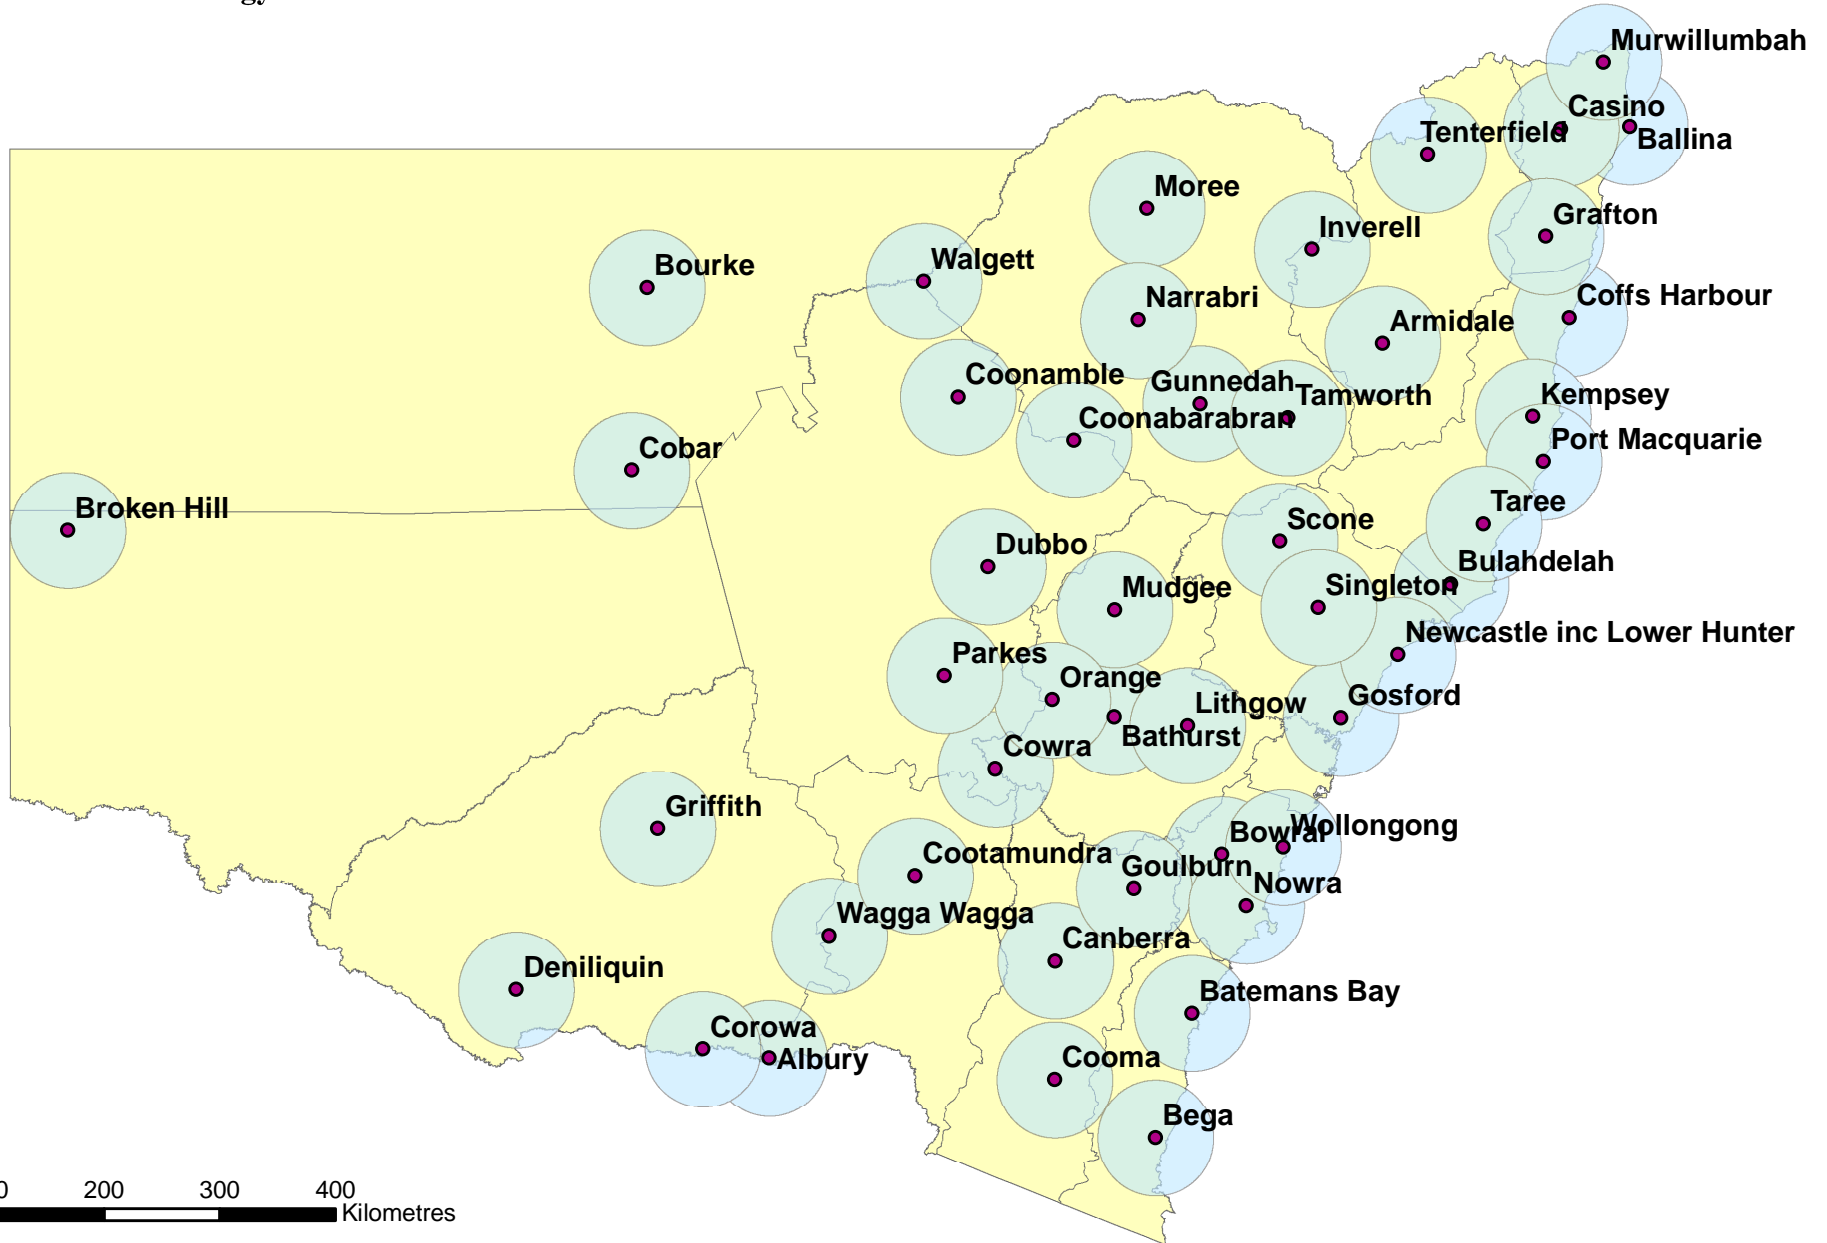 gy
Murwillumbah
Casino
Tenterfield
Ballina
Moree
Grafton
Inverell
Bourke
Walgett
Narrabri
Coffs Harbour
Armidale
Coonamble
Gunnedah
Tamworth
Kempsey
Coonabarabran
Port Macquarie
Cobar
Broken Hill
Taree
Scone
Dubbo
Bulahdelah
Mudgee
Singleton
Newcastle inc Lower Hunter
Parkes
Orange
Gosford
Lithgow
Bathurst
Cowra
Griffith
Wollongong
Bowral
Cootamundra
Goulburn
Nowra
Wagga Wagga
Canberra
Deniliquin
Batemans Bay
Corowa
Albury
Cooma
Bega
0 200 300 400
Kilometres